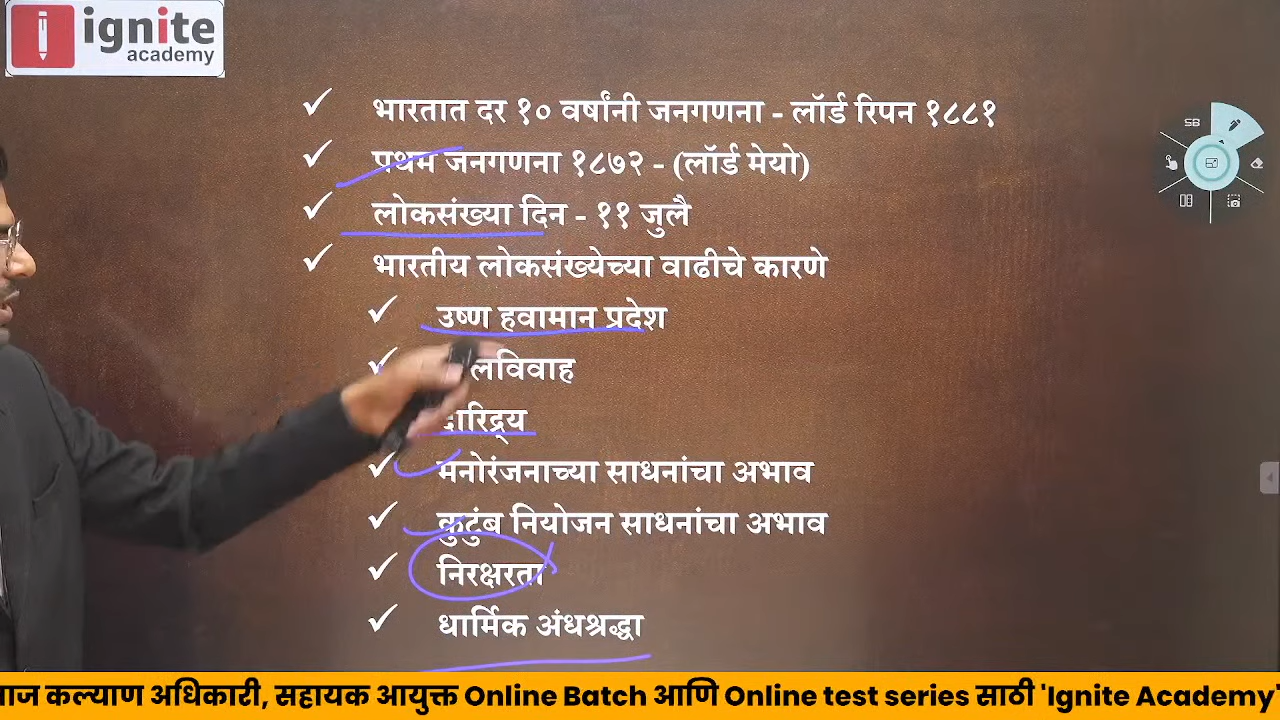 ignite
academy
भारतात दर १० वर्षांनी जनगणना - लॉर्ड रिपन १८८१
प्रथम जनगणना १८७२ - (लॉर्ड मेयो)
लोकसंख्या दिन - ११ जुलै
भारतीय लोकसंख्येच्या वाढीचे कारणे
उष्ण हवामान प्रदेश
लविवाह
दारिद्र्य
मनोरंजनाच्या साधनांचा अभाव
कुटुंब नियोजन साधनांचा अभाव
निरक्षरता
धार्मिक अंधश्रद्धा
SB
कल्याण अधिकारी, सहायक आयुक्त Online Batch आणि Online test series साठी 'Ignite Academy'